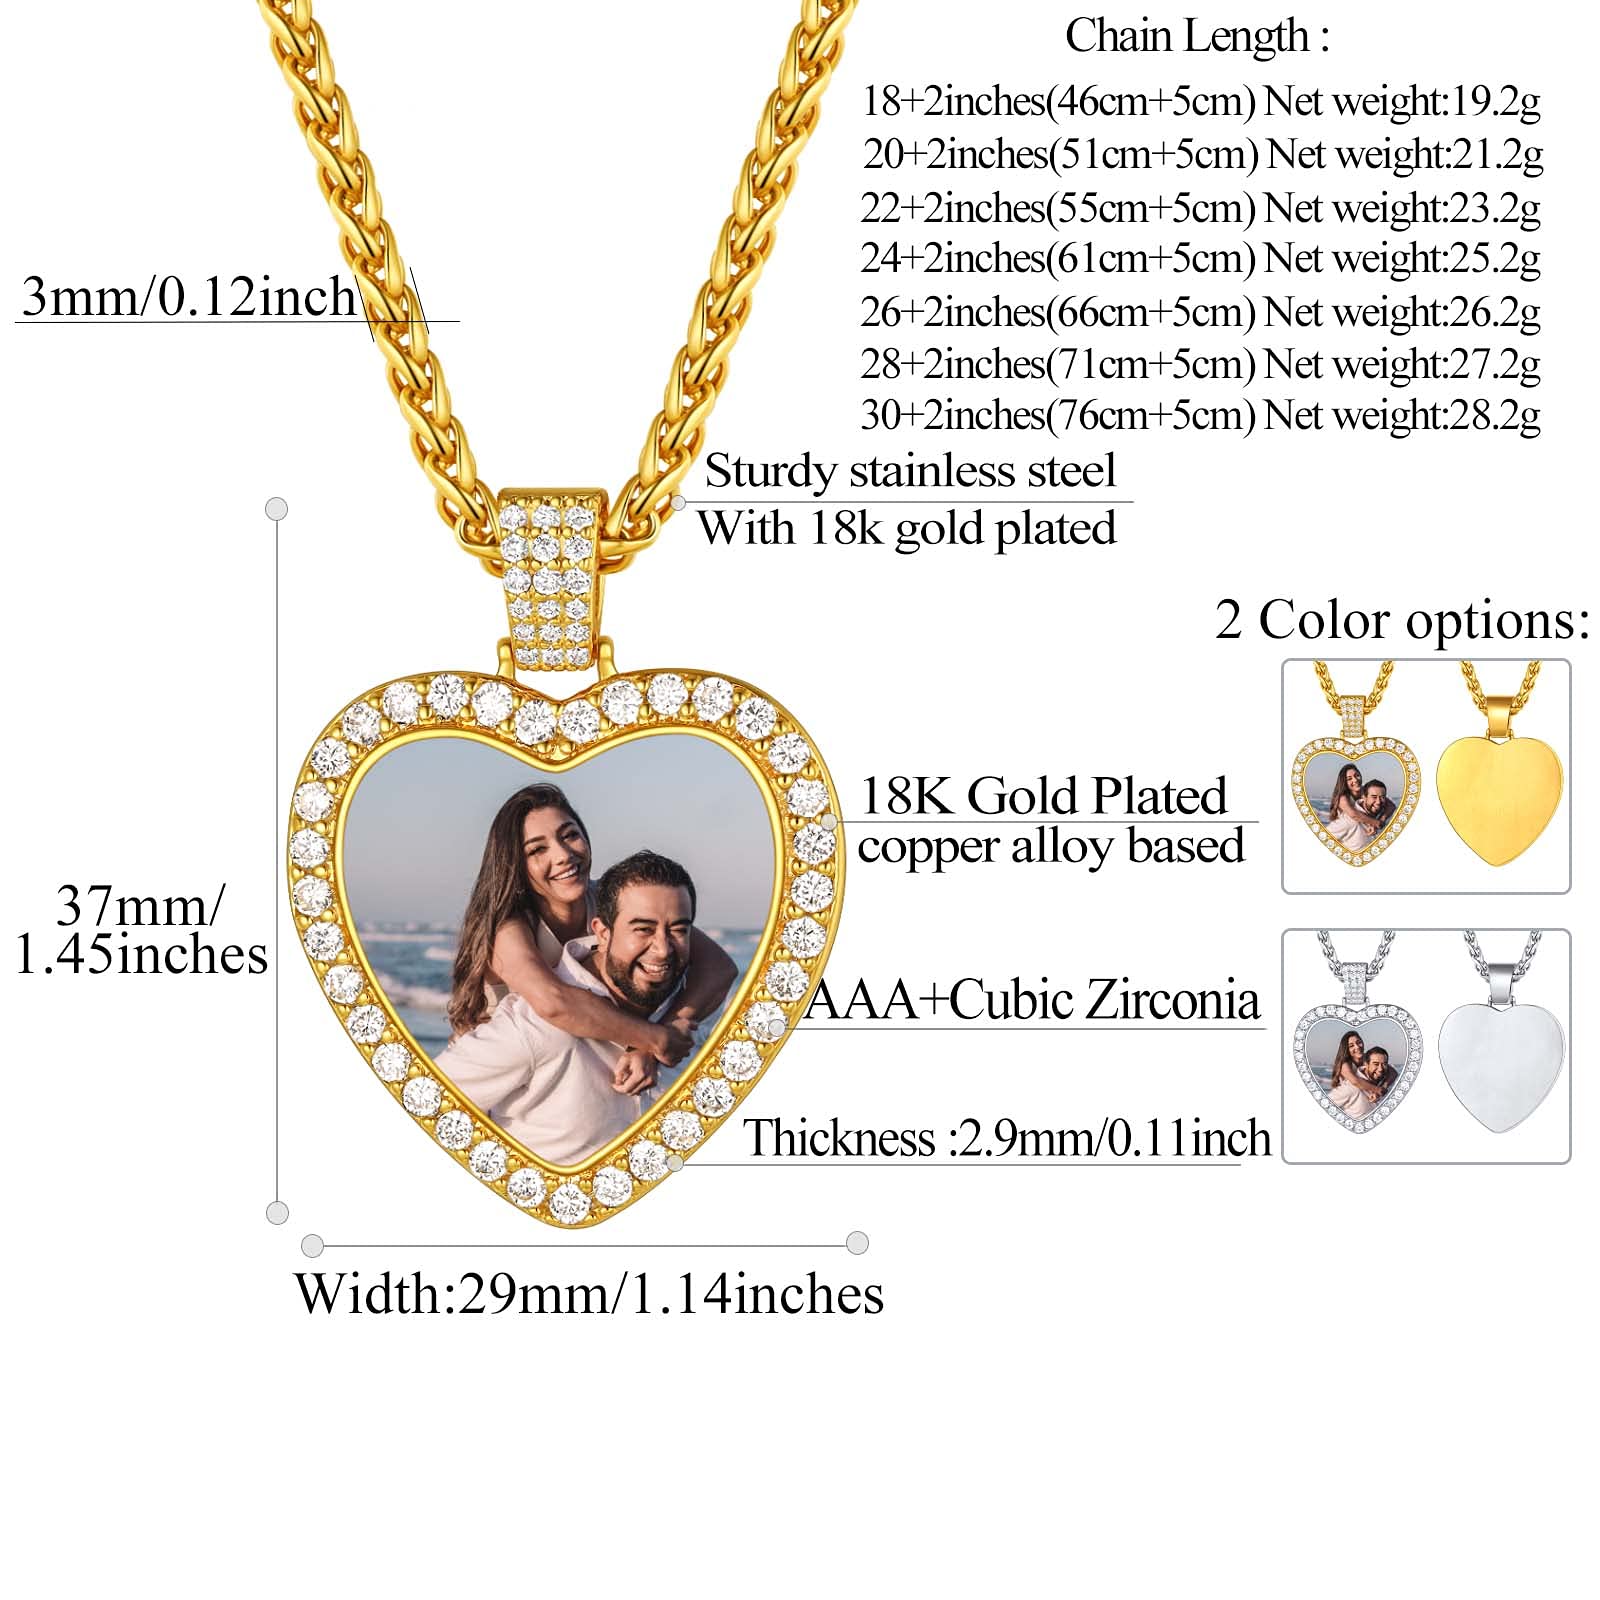 Chain Length :
18+2inches(46cm+5cm) Net weight:19.2g
20+2inches(51cm+5cm) Net weight:21.2g
22+2inches(55cm+5cm) Net weight:23.2g
24+2inches(61cm+5cm) Net weight:25.2g
26+2inches(66cm+5cm) Net weight:26.2g
28+2inches(71cm+5cm) Net weight:27.2g
30+2inches(76cm+5cm) Net weight:28.2g
3mm/0.12inch
Sturdy stainless steel
With 18k gold plated
2 Color options:
18K Gold Plated
copper alloy based
37mm/
1.45inches
AAA+Cubic Zirconia
Thickness :2.9mm/0.11inch
Width:29mm/1.14inches